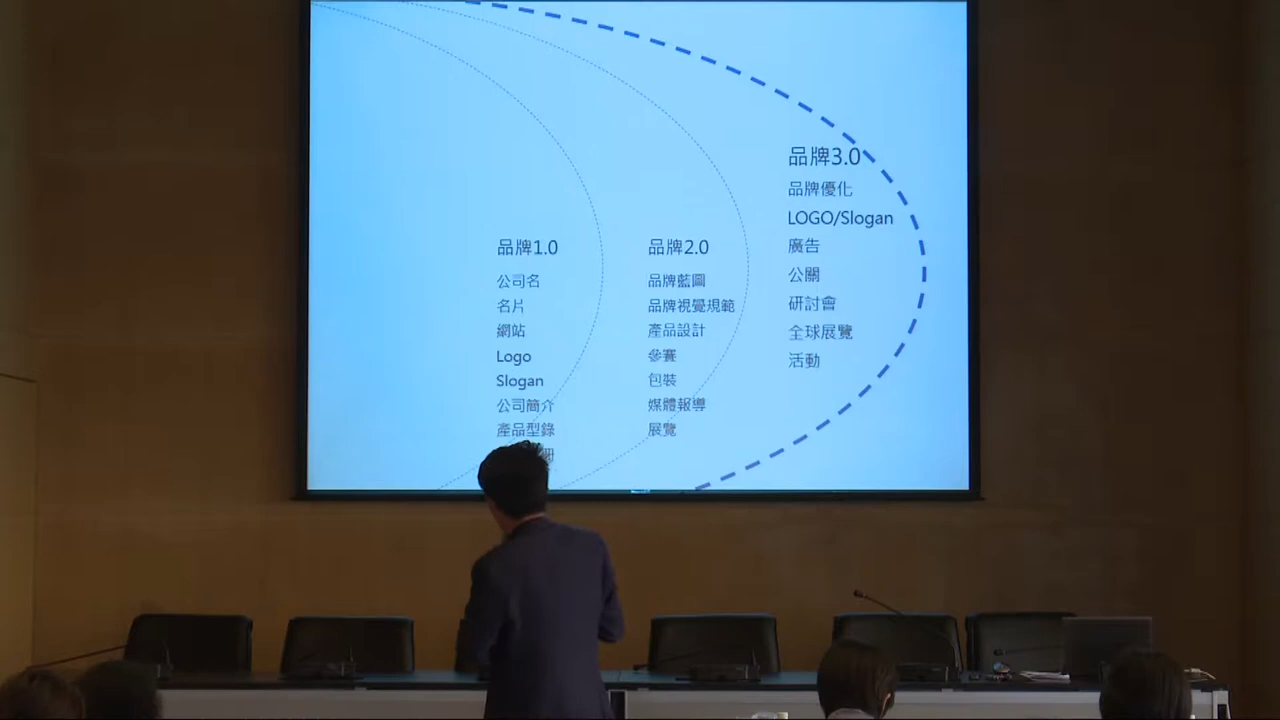 品牌1.0
公司名
名片
網站
Logo
Slogan
公司簡介
產品型錄
品牌2.0
品牌藍圖
品牌視覺規範
產品設計
參賽
包裝
媒體報導
展覽
品牌3.0
品牌優化
LOGO/Slogan
廣告
公關
研討會
全球展覽
活動